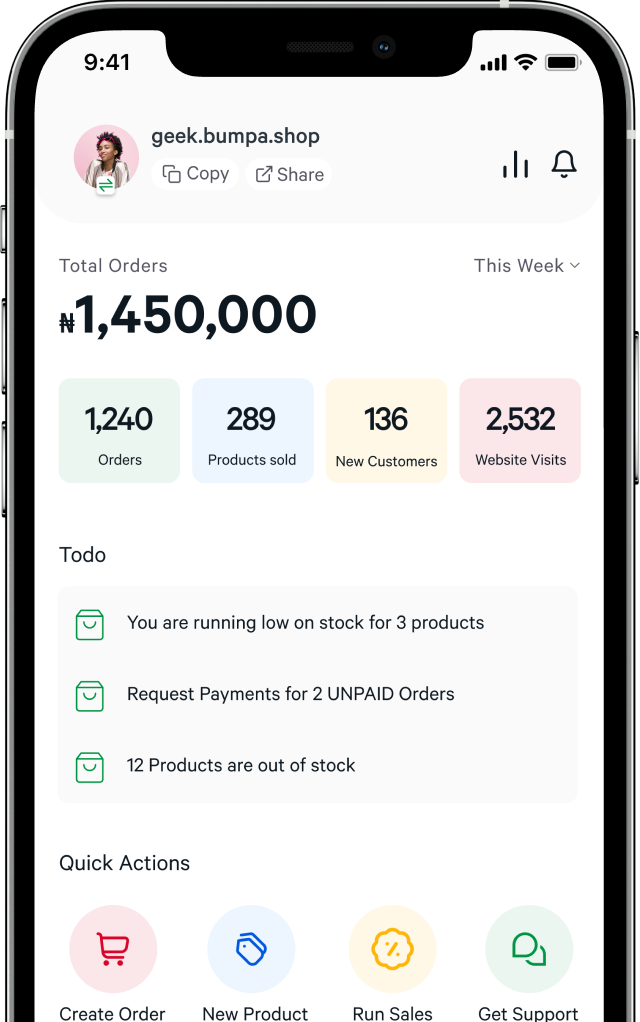 9:41
geek.bumpa.shop
Copy Share
Total Orders This Week
₦1,450,000
1,240 289 136 2,532
Orders Products sold New Customers Website Visits
Todo
You are running low on stock for 3 products
Request Payments for 2 UNPAID Orders
12 Products are out of stock
Quick Actions
Create Order New Product Run Sales Get Support